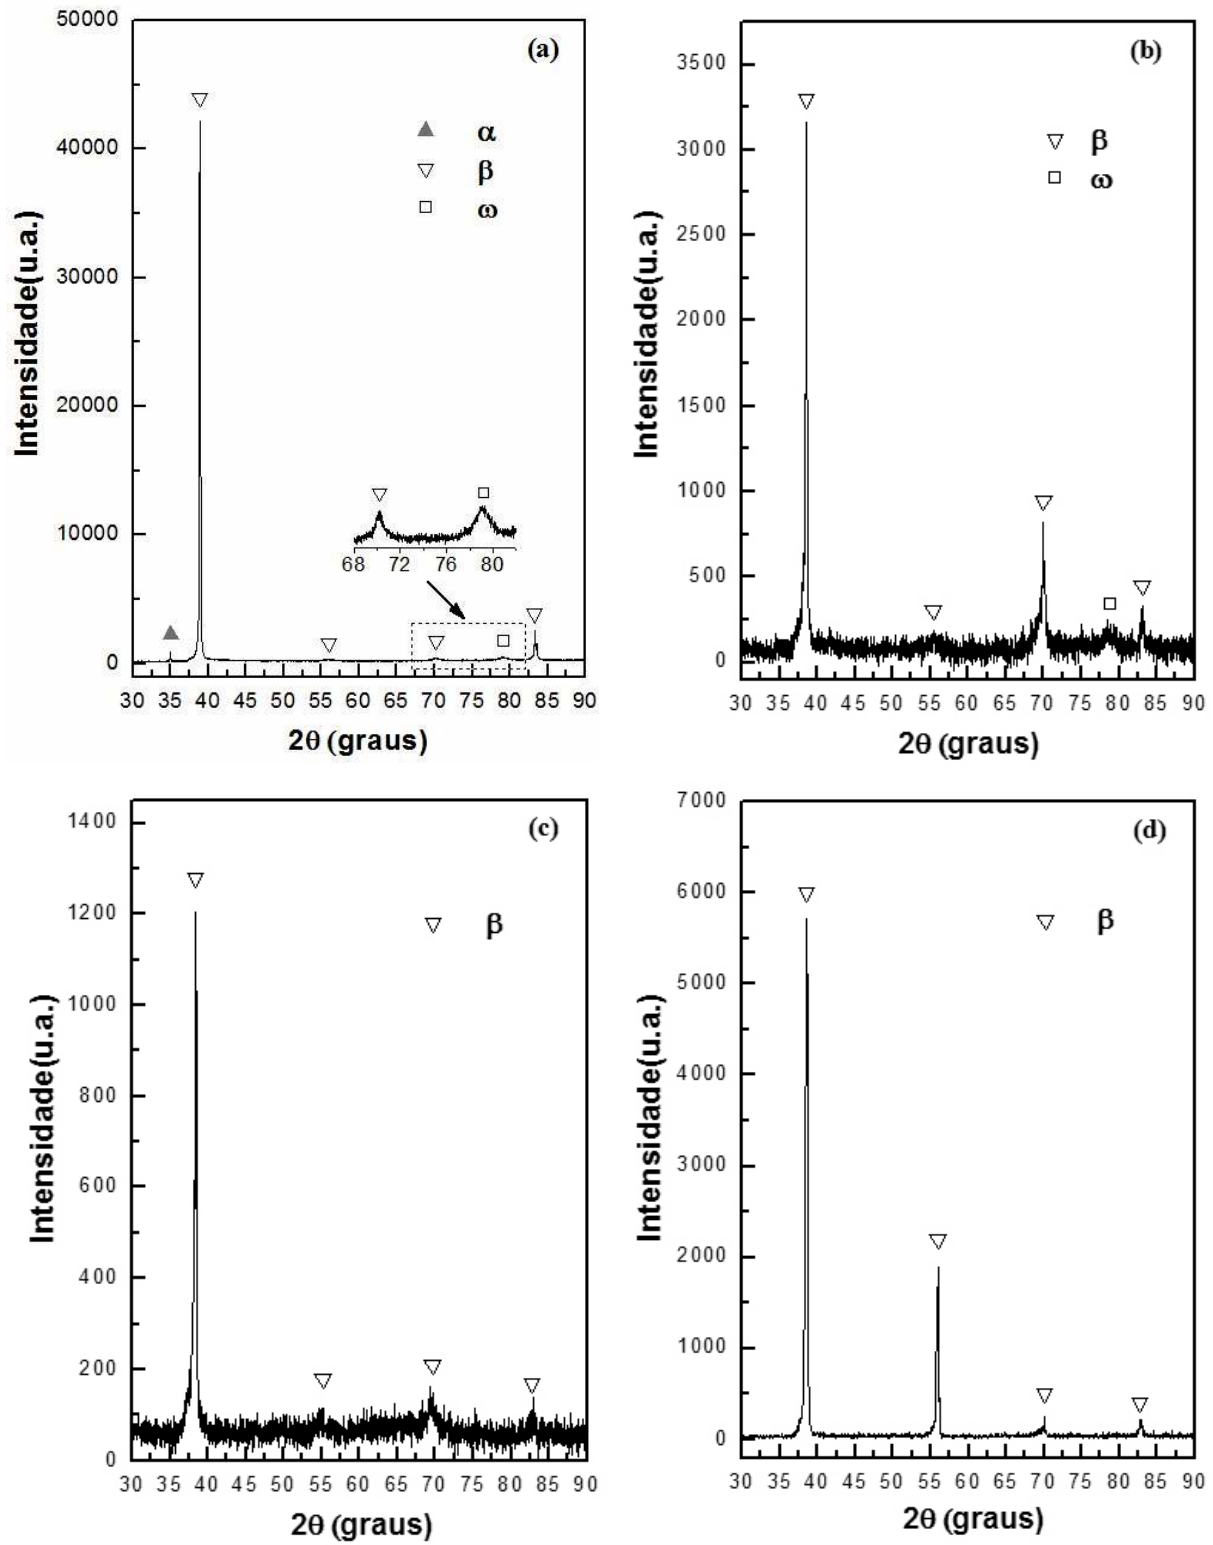 (a)
50000
40000
30000
20000
10000
0
Intensidade(u.a.)
α
β
ω
68 72 76 80
30 35 40 45 50 55 60 65 70 75 80 85 90
2θ (graus)
(b)
3500
3000
2500
2000
1500
1000
500
0
Intensidade(u.a.)
β
ω
30 35 40 45 50 55 60 65 70 75 80 85 90
2θ (graus)
(c)
1400
1200
1000
800
600
400
200
0
Intensidade(u.a.)
β
30 35 40 45 50 55 60 65 70 75 80 85 90
2θ (graus)
(d)
7000
6000
5000
4000
3000
2000
1000
0
Intensidade(u.a.)
β
30 35 40 45 50 55 60 65 70 75 80 85 90
2θ (graus)